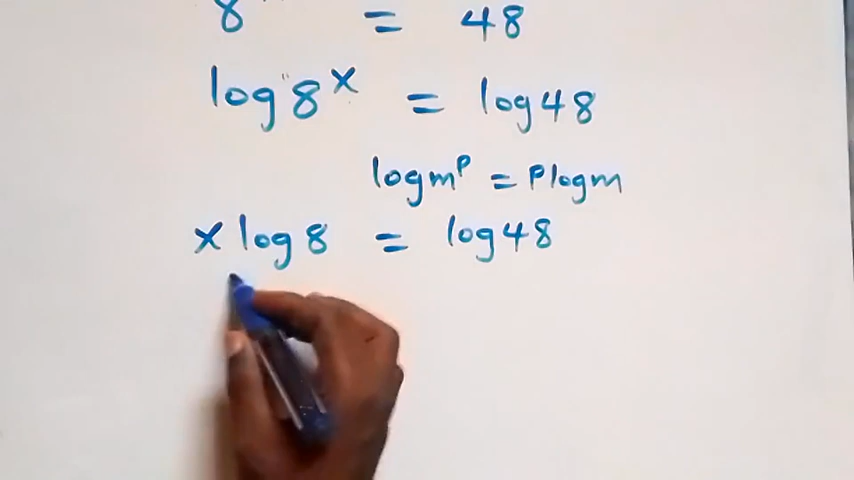 8 = 48
log 8^x = log 48
log m^p = p log m
x log 8 = log 48